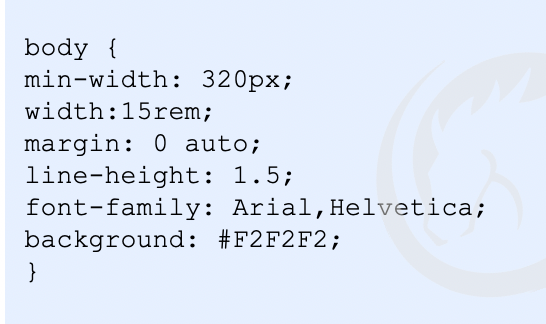 body {
min-width: 320px;
width:15rem;
margin: 0 auto;
line-height: 1.5;
font-family: Arial,Helvetica;
background: #F2F2F2;
}